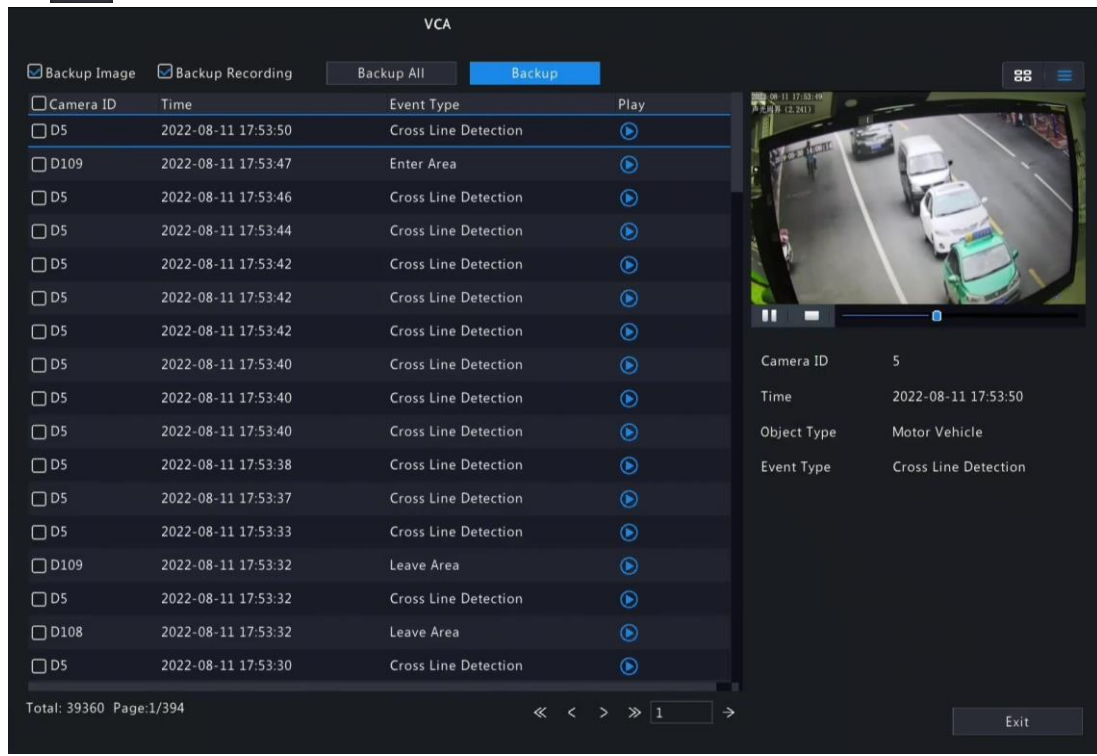 VCA
Backup Image Backup Recording Backup All Backup
Camera ID Time Event Type Play
D5 2022-08-11 17:53:50 Cross Line Detection
D109 2022-08-11 17:53:47 Enter Area
D5 2022-08-11 17:53:46 Cross Line Detection
D5 2022-08-11 17:53:44 Cross Line Detection
D5 2022-08-11 17:53:42 Cross Line Detection
D5 2022-08-11 17:53:42 Cross Line Detection
D5 2022-08-11 17:53:42 Cross Line Detection
D5 2022-08-11 17:53:40 Cross Line Detection
D5 2022-08-11 17:53:40 Cross Line Detection
D5 2022-08-11 17:53:40 Cross Line Detection
D5 2022-08-11 17:53:38 Cross Line Detection
D5 2022-08-11 17:53:37 Cross Line Detection
D5 2022-08-11 17:53:33 Cross Line Detection
D109 2022-08-11 17:53:32 Leave Area
D5 2022-08-11 17:53:32 Cross Line Detection
D108 2022-08-11 17:53:32 Leave Area
D5 2022-08-11 17:53:30 Cross Line Detection
Total: 39360 Page:1/394
1
2022-08-11 17:53:49
(2.241)
Camera ID 5
Time 2022-08-11 17:53:50
Object Type Motor Vehicle
Event Type Cross Line Detection
Exit